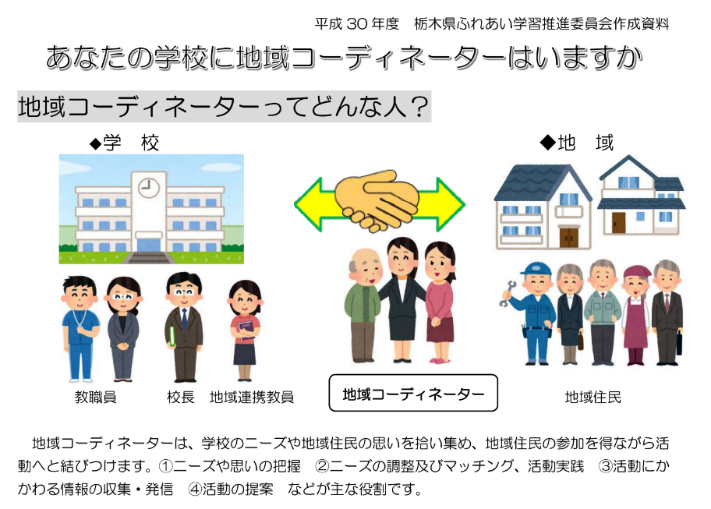 平成30年度　栃木県ふれあい学習推進委員会作成資料
あなたの学校に地域コーディネーターはいますか
地域コーディネーターってどんな人？
◆学　校
◆地　域
教職員
校長
地域連携教員
地域コーディネーター
地域住民
　地域コーディネーターは、学校のニーズや地域住民の思いを拾い集め、地域住民の参加を得ながら活
動へと結びつけます。①ニーズや思いの把握　②ニーズの調整及びマッチング、活動実践　③活動にか
かわる情報の収集・発信　④活動の提案　などが主な役割です。